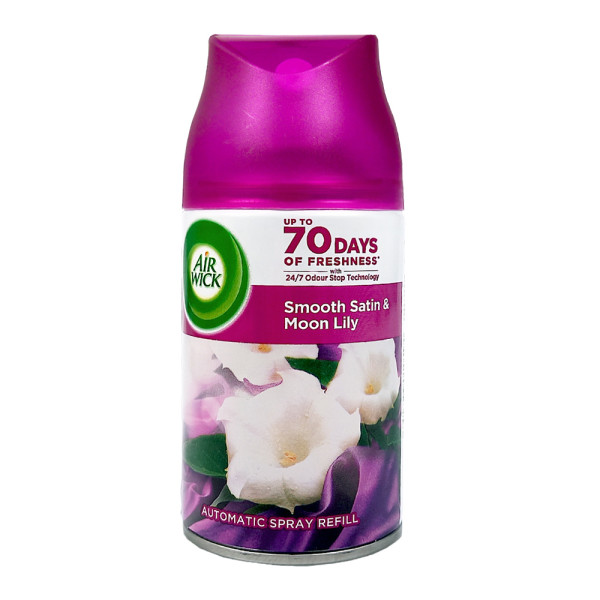 AIR
WICK
UP TO
70 DAYS
OF FRESHNESS*
with
24/7 Odour Stop Technology
Smooth Satin &
Moon Lily
AUTOMATIC SPRAY REFILL